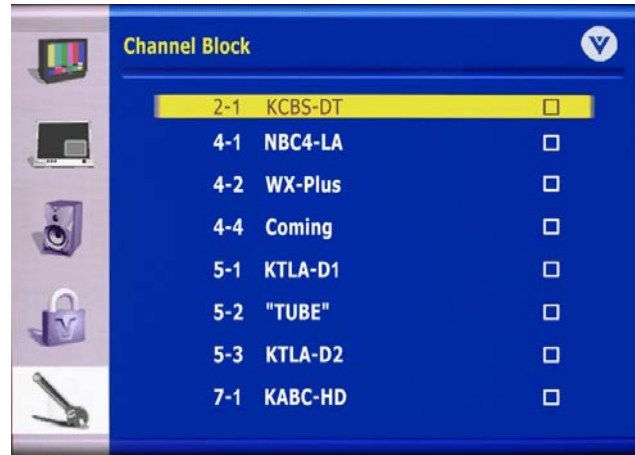 Channel Block
V
2-1 KCBS-DT
4-1 NBC4-LA
4-2 WX-Plus
4-4 Coming
5-1 KTLA-D1
5-2 "TUBE"
5-3 KTLA-D2
V
7-1 KABC-HD